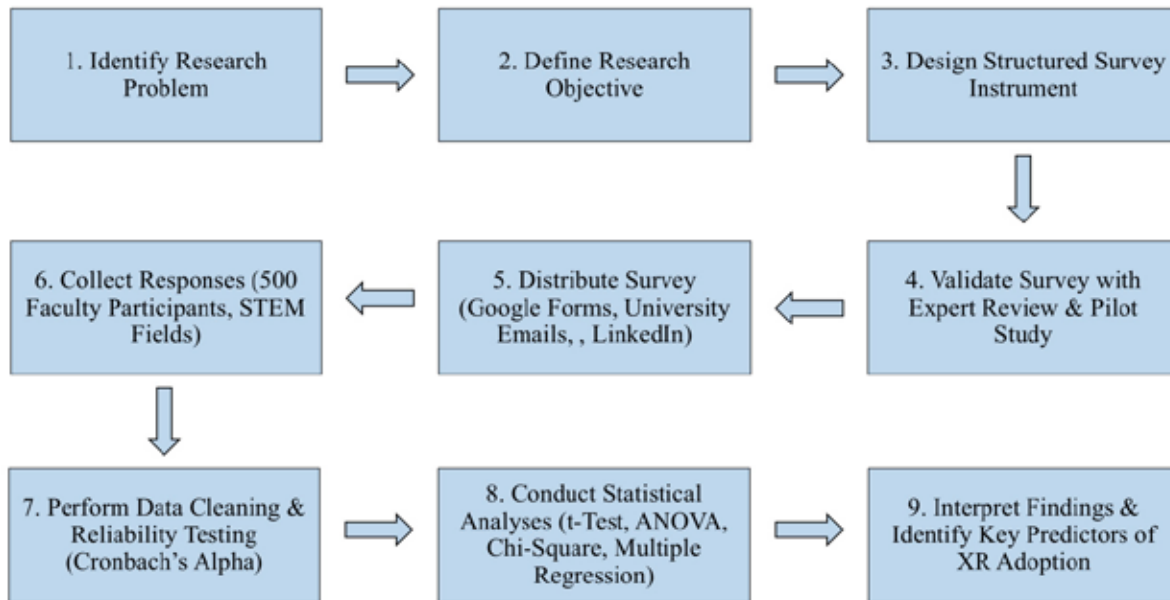 1. Identify Research
Problem
2. Define Research
Objective
3. Design Structured Survey
Instrument
4. Validate Survey with
Expert Review & Pilot
Study
5. Distribute Survey
(Google Forms, University
Emails, , LinkedIn)
6. Collect Responses (500
Faculty Participants, STEM
Fields)
7. Perform Data Cleaning &
Reliability Testing
(Cronbach’s Alpha)
8. Conduct Statistical
Analyses (t-Test, ANOVA,
Chi-Square, Multiple
Regression)
9. Interpret Findings &
Identify Key Predictors of
XR Adoption